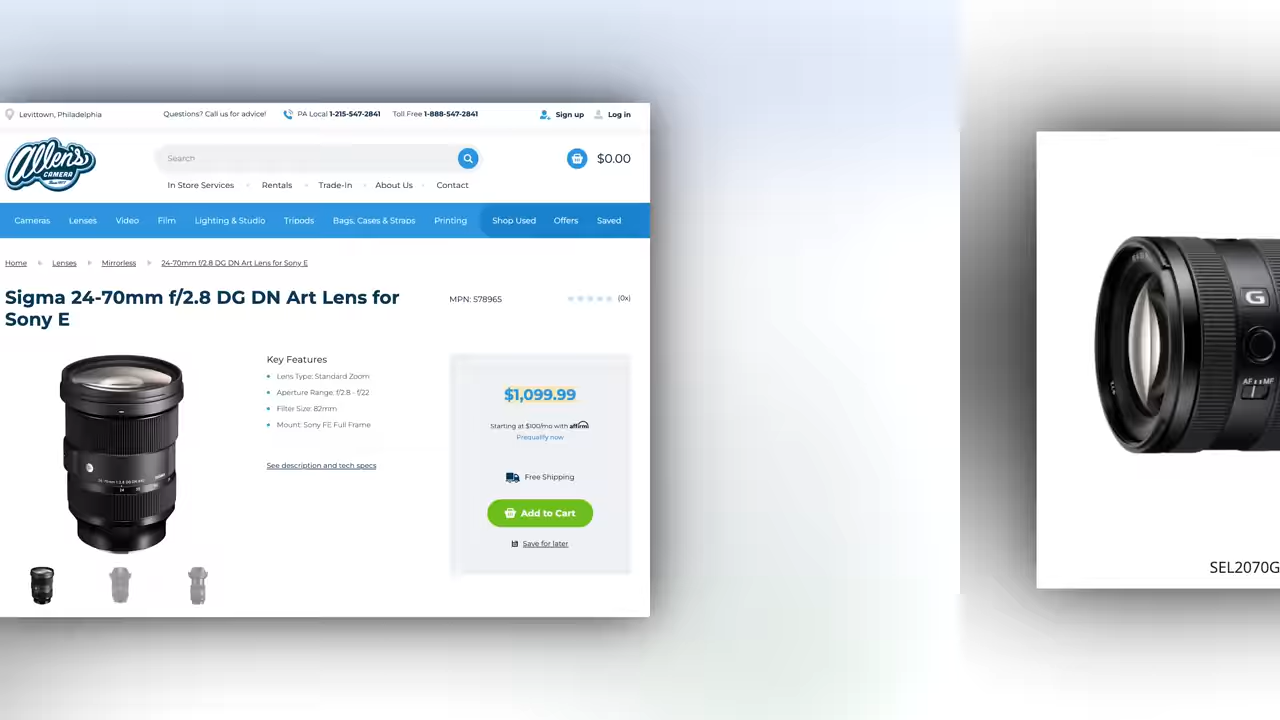 Levittown, Philadelphia
Questions? Call us for advice!
PA Local 1-215-547-2841
Toll Free 1-888-547-2841
Sign up
Log in
Allen's
CAMERA
Search
$0.00
In Store Services
Rentals
Trade-In
About Us
Contact
Cameras
Lenses
Video
Film
Lighting & Studio
Tripods
Bags, Cases & Straps
Printing
Shop Used
Offers
Saved
Home
Lenses
Mirrorless
24-70mm f/2.8 DG DN Art Lens for Sony E
Sigma 24-70mm f/2.8 DG DN Art Lens for
Sony E
MPN: 578965
(0x)
Key Features
Lens Type: Standard Zoom
Aperture Range: f/2.8 - f/22
Filter Size: 82mm
Mount: Sony FE Full Frame
See description and tech specs
$1,099.99
Starting at $100/mo with affirm
Prequalify now
Free Shipping
Add to Cart
Save for later
G
AF MF
SEL2070G